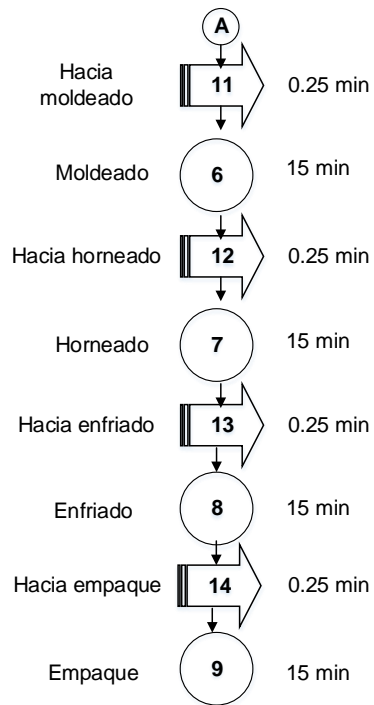 A
Hacia
moldeado
11
0.25 min
Moldeado
6
15 min
Hacia horneado
12
0.25 min
Horneado
7
15 min
Hacia enfriado
13
0.25 min
Enfriado
8
15 min
Hacia empaque
14
0.25 min
Empaque
9
15 min